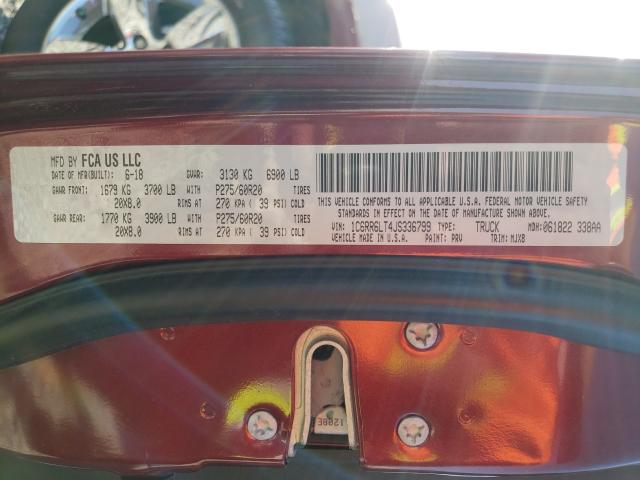 MFD BY FCA US LLC
DATE OF MFR(BUILT): 6-18 GVWR: 3130 KG 6900 LB
GAWR FRONT: 1679 KG 3700 LB WITH P275/60R20 TIRES
20X8.0 RIMS AT 270 KPA ( 39 PSI) COLD
GAWR REAR: 1770 KG 3900 LB WITH P275/60R20 TIRES
20X8.0 RIMS AT 270 KPA ( 39 PSI) COLD
THIS VEHICLE CONFORMS TO ALL APPLICABLE U.S.A. FEDERAL MOTOR VEHICLE SAFETY
STANDARDS IN EFFECT ON THE DATE OF MANUFACTURE SHOWN ABOVE.
VIN: 1C6RR6LT4JS336799 TYPE: TRUCK MDH: 061822 338AA
VEHICLE MADE IN U.S.A. PAINT: PRV TRIM: MJX8
1208E